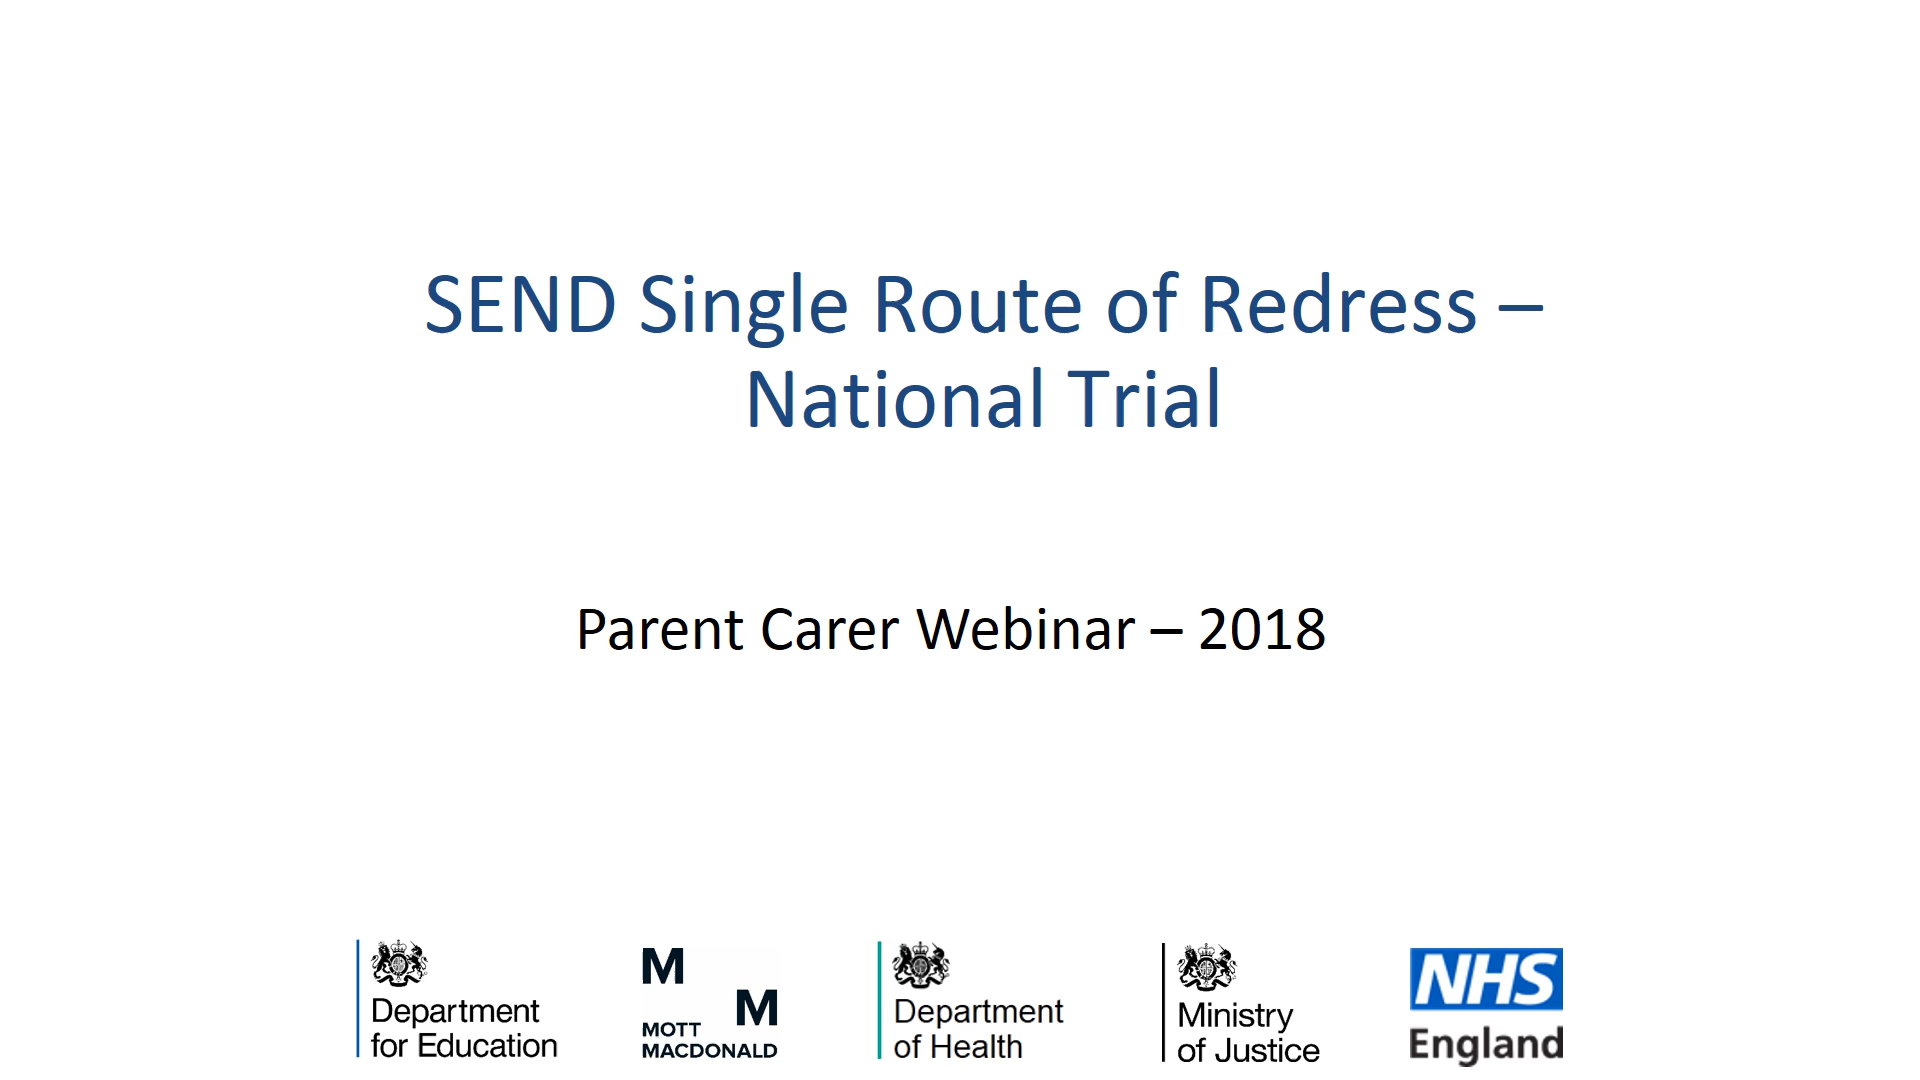 SEND Single Route of Redress –
National Trial
Parent Carer Webinar – 2018
Department
for Education
M
M
MOTT
MACDONALD
Department
of Health
Ministry
of Justice
NHS
England